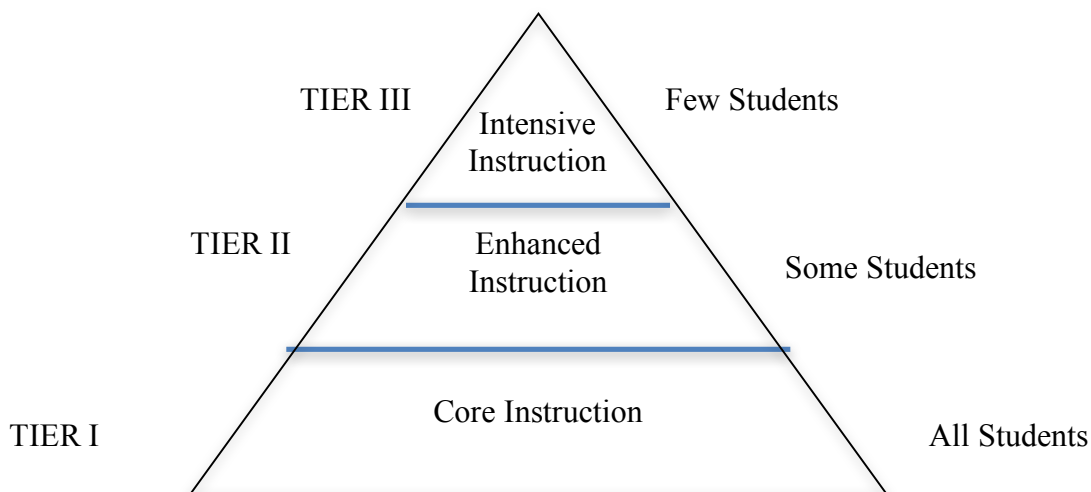 TIER III
Few Students
Intensive
Instruction
TIER II
Enhanced
Instruction
Some Students
Core Instruction
TIER I
All Students